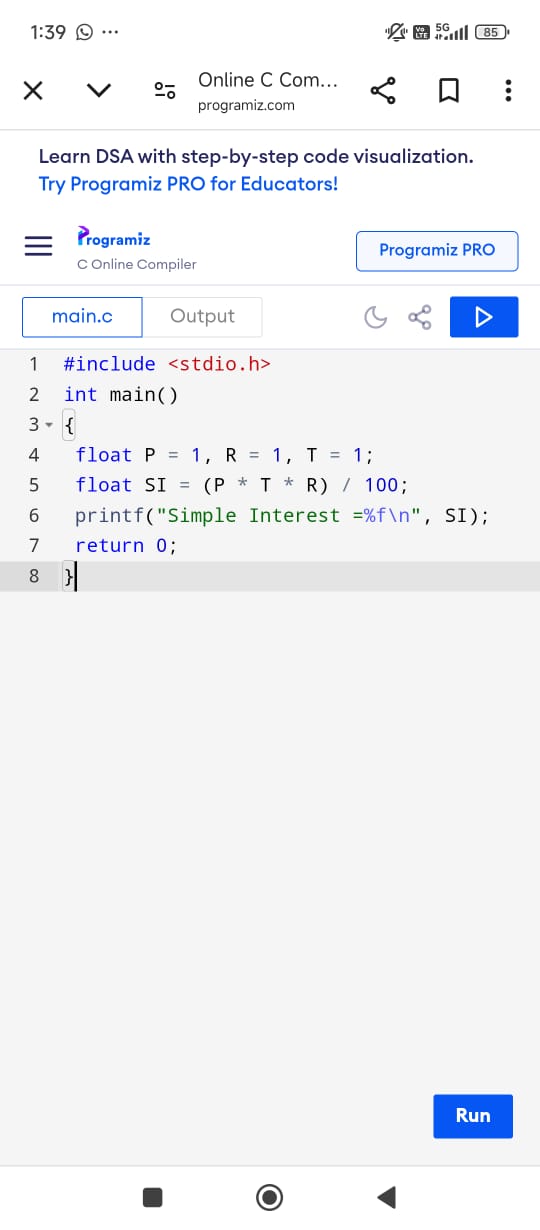 1:39 ... 5G 85
Online C Com...
programiz.com
Learn DSA with step-by-step code visualization.
Try Programiz PRO for Educators!
Programiz
C Online Compiler
Programiz PRO
main.c Output
1 #include <stdio.h>
2 int main()
3 {
4 float P = 1, R = 1, T = 1;
5 float SI = (P * T * R) / 100;
6 printf("Simple Interest =%f\n", SI);
7 return 0;
8 }
Run